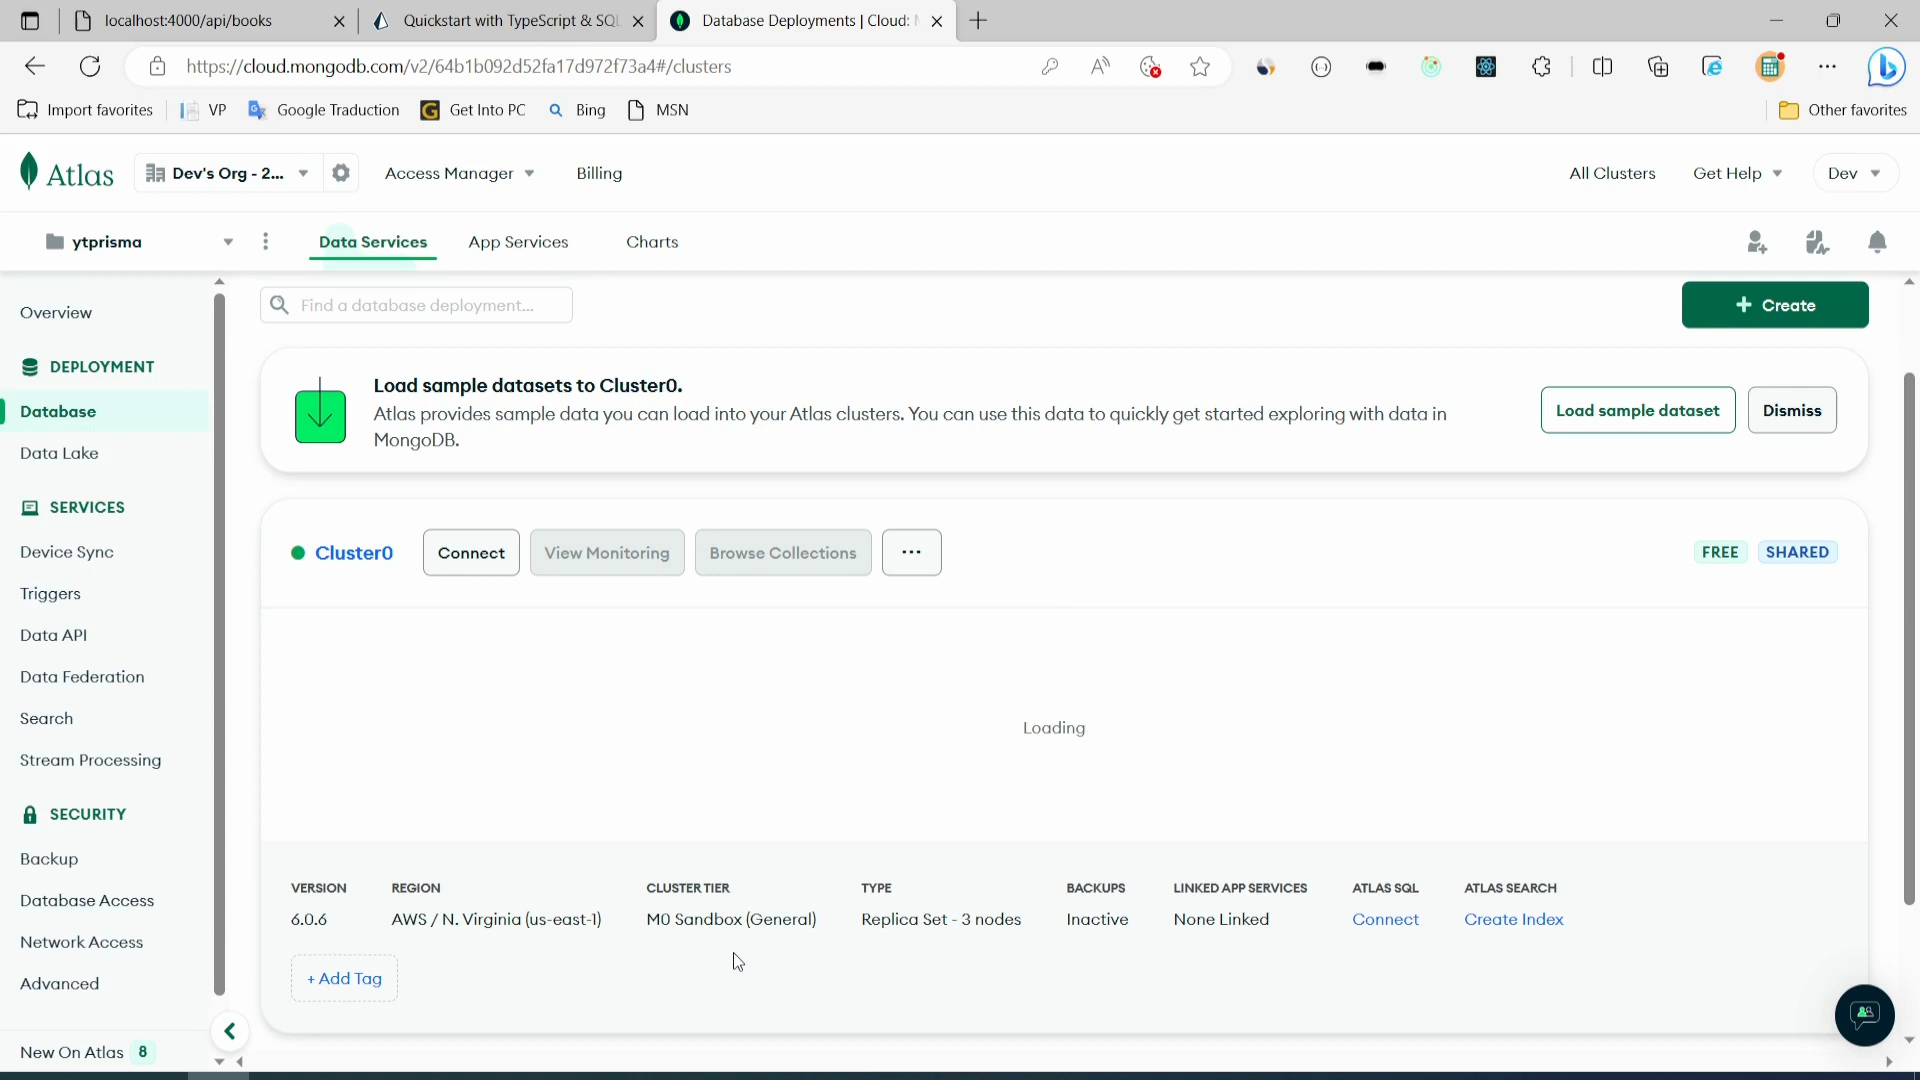 localhost:4000/api/books
Quickstart with TypeScript & SQL
Database Deployments | Cloud:
https://cloud.mongodb.com/v2/64b1b092d52fa17d972f73a4#/clusters
Import favorites
VP
Google Traduction
Get Into PC
Bing
MSN
Other favorites
Atlas
Dev's Org - 2...
Access Manager
Billing
All Clusters
Get Help
Dev
ytprisma
Data Services
App Services
Charts
Overview
DEPLOYMENT
Database
Data Lake
SERVICES
Device Sync
Triggers
Data API
Data Federation
Search
Stream Processing
SECURITY
Backup
Database Access
Network Access
Advanced
New On Atlas 8
Find a database deployment...
+ Create
Load sample datasets to Cluster0.
Atlas provides sample data you can load into your Atlas clusters. You can use this data to quickly get started exploring with data in
MongoDB.
Load sample dataset
Dismiss
Cluster0
Connect
View Monitoring
Browse Collections
...
FREE
SHARED
Loading
VERSION
6.0.6
REGION
AWS / N. Virginia (us-east-1)
CLUSTER TIER
M0 Sandbox (General)
TYPE
Replica Set - 3 nodes
BACKUPS
Inactive
LINKED APP SERVICES
None Linked
ATLAS SQL
Connect
ATLAS SEARCH
Create Index
+ Add Tag